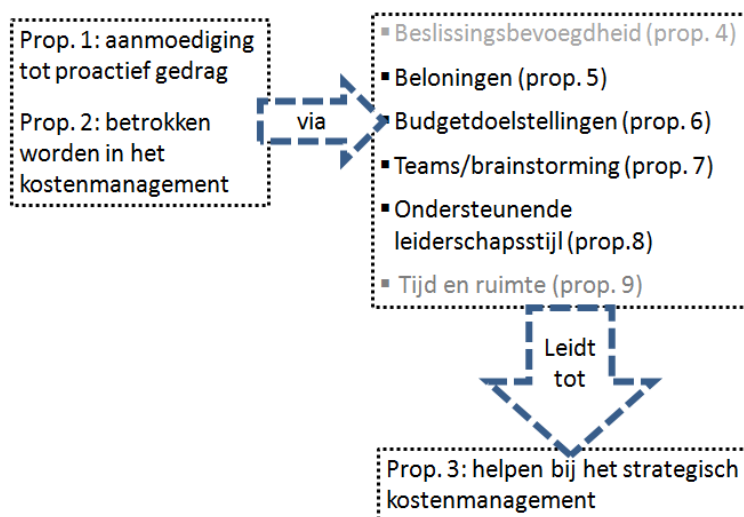 Prop. 1: aanmoediging
tot proactief gedrag
Prop. 2: betrokken
worden in het
kostenmanagement
via
▪ Beslissingsbevoegdheid (prop. 4)
▪ Beloningen (prop. 5)
▪ Budgetdoelstellingen (prop. 6)
▪ Teams/brainstorming (prop. 7)
▪ Ondersteunende
leiderschapsstijl (prop.8)
▪ Tijd en ruimte (prop. 9)
Leidt
tot
Prop. 3: helpen bij het strategisch
kostenmanagement